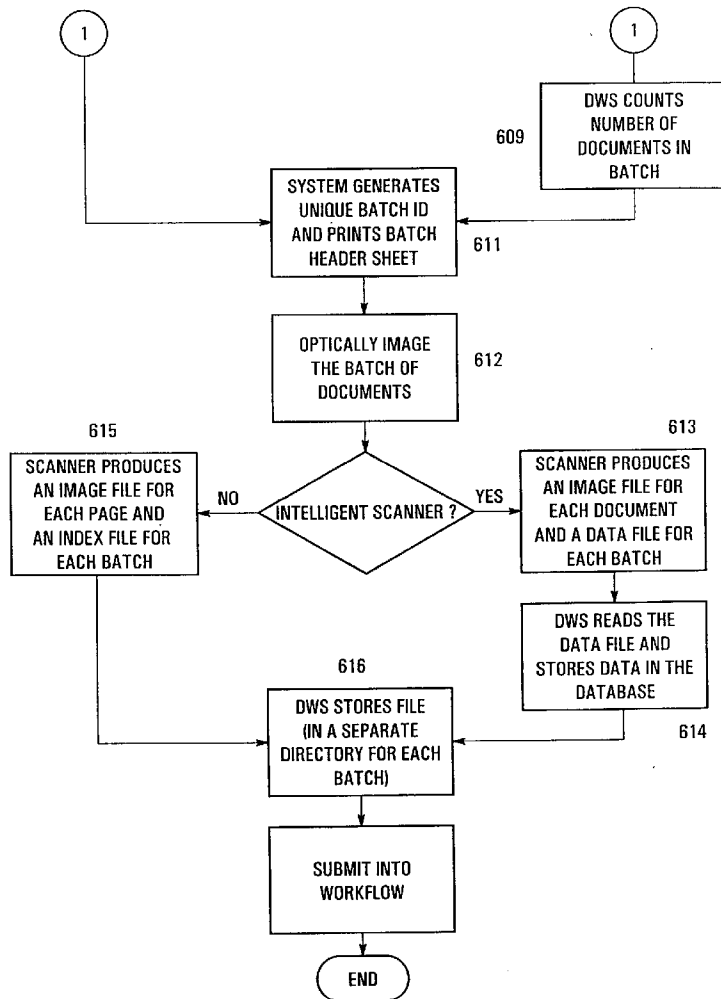 1
1
DWS COUNTS
NUMBER OF
DOCUMENTS IN
BATCH
609
SYSTEM GENERATES
UNIQUE BATCH ID
AND PRINTS BATCH
HEADER SHEET
611
OPTICALLY IMAGE
THE BATCH OF
DOCUMENTS
612
615
SCANNER PRODUCES
AN IMAGE FILE FOR
EACH PAGE AND
AN INDEX FILE FOR
EACH BATCH
NO
INTELLIGENT SCANNER ?
YES
613
SCANNER PRODUCES
AN IMAGE FILE FOR
EACH DOCUMENT
AND A DATA FILE FOR
EACH BATCH
DWS READS THE
DATA FILE AND
STORES DATA IN THE
DATABASE
614
616
DWS STORES FILE
(IN A SEPARATE
DIRECTORY FOR EACH
BATCH)
SUBMIT INTO
WORKFLOW
END